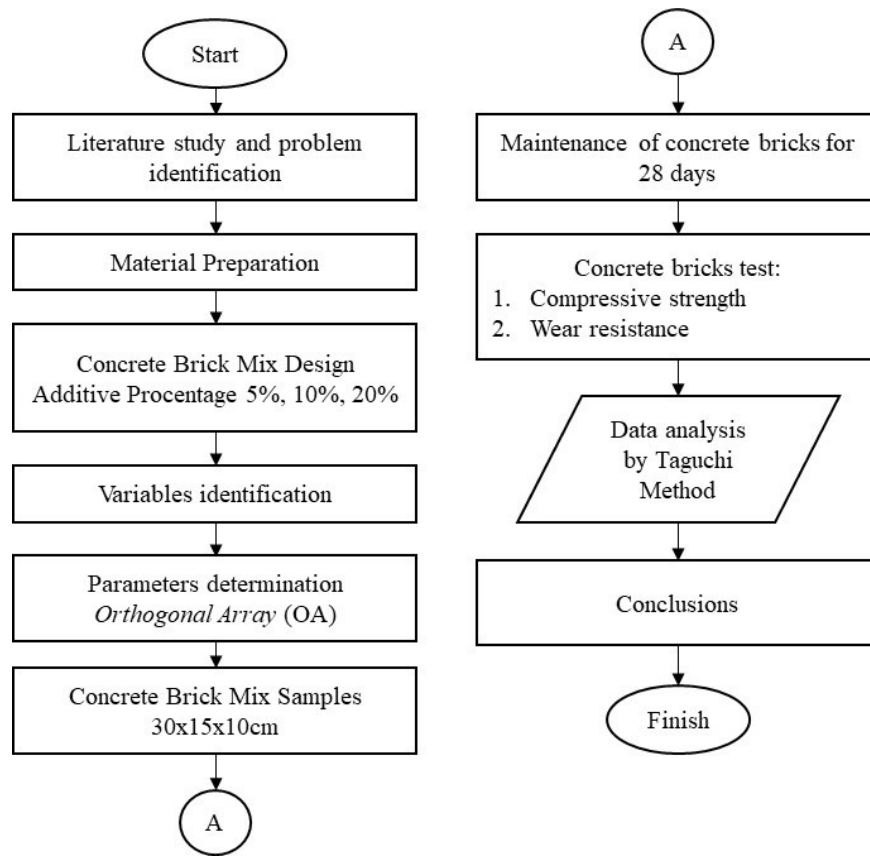 Start
Literature study and problem
identification
Material Preparation
Concrete Brick Mix Design
Additive Procentage 5%, 10%, 20%
Variables identification
Parameters determination
Orthogonal Array (OA)
Concrete Brick Mix Samples
30x15x10cm
A
A
Maintenance of concrete bricks for
28 days
Concrete bricks test:
1. Compressive strength
2. Wear resistance
Data analysis
by Taguchi
Method
Conclusions
Finish